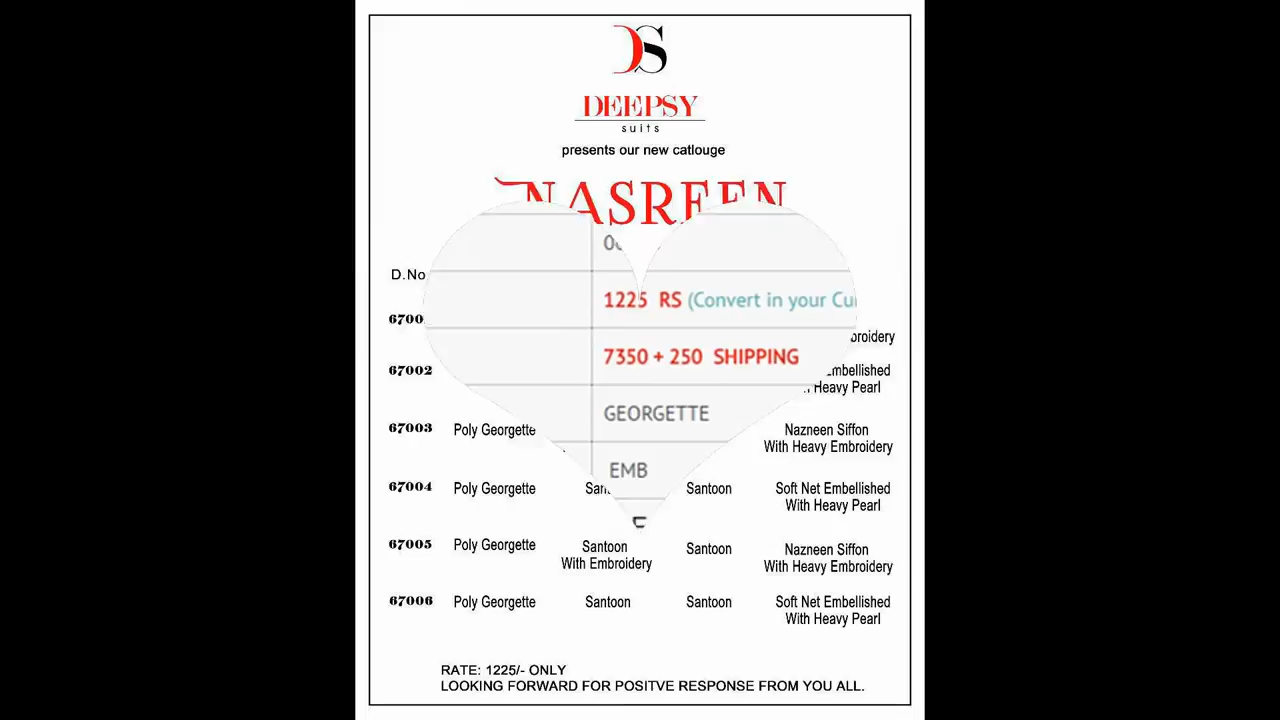 DS
DEEPSY
suits
presents our new catlouge
NASREEN
D.No
1225 RS (Convert in your
7350 + 250 SHIPPING
67002 Embellished
Heavy Pearl
GEORGETTE
67003 Poly Georgette Nazneen Siffon
With Heavy Embroidery
EMB
67004 Poly Georgette Santoon Soft Net Embellished
With Heavy Pearl
67005 Poly Georgette Santoon Santoon Nazneen Siffon
With Embroidery With Heavy Embroidery
67006 Poly Georgette Santoon Santoon Soft Net Embellished
With Heavy Pearl
RATE: 1225/- ONLY
LOOKING FORWARD FOR POSITVE RESPONSE FROM YOU ALL.